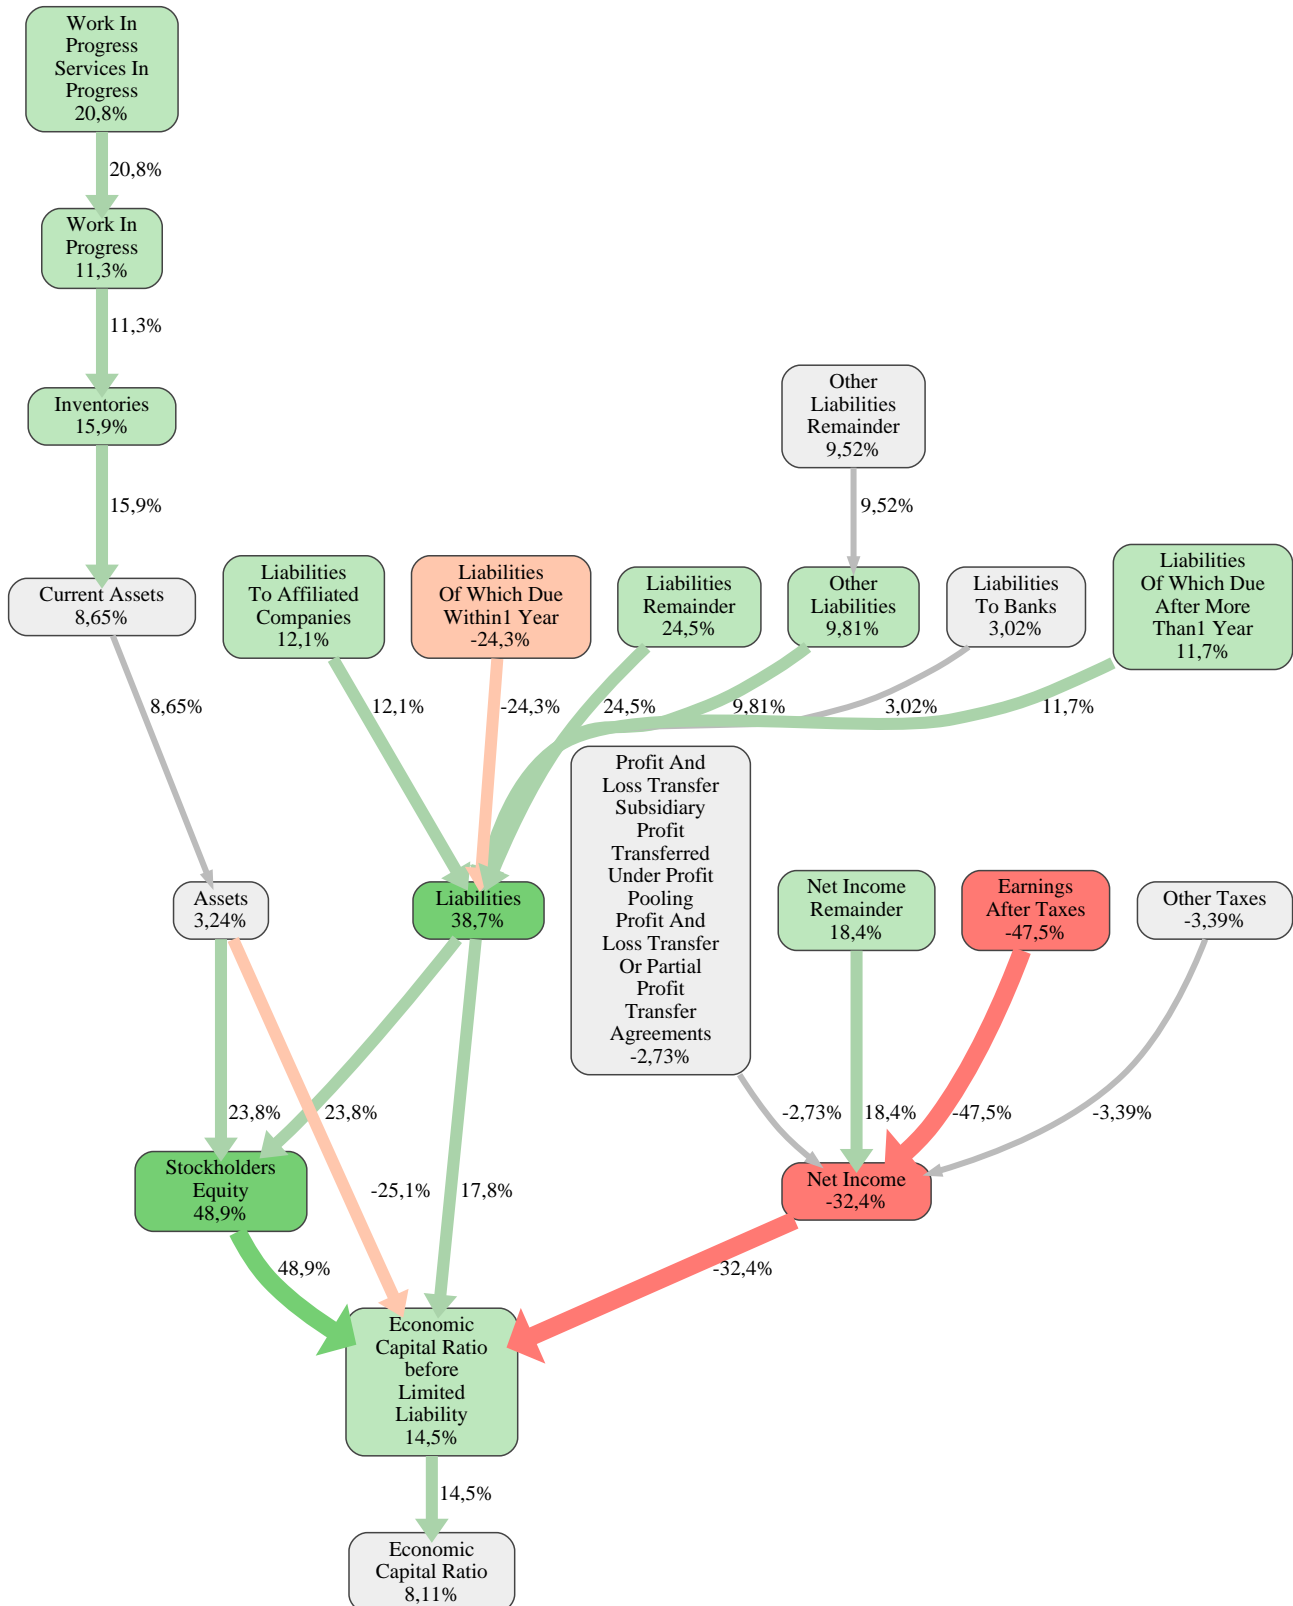 Work In
Progress
Services In
Progress
20,8%
20,8%
Work In
Progress
11,3%
11,3%
Inventories
15,9%
Other
Liabilities
Remainder
9,52%
15,9%
9,52%
Current Assets
8,65%
Liabilities
To Affiliated
Companies
12,1%
Liabilities
Of Which Due
Within1 Year
-24,3%
Liabilities
Remainder
24,5%
Other
Liabilities
9,81%
Liabilities
To Banks
3,02%
Liabilities
Of Which Due
After More
Than1 Year
11,7%
8,65%
12,1%
-24,3%
24,5%
9,81%
3,02%
11,7%
Profit And
Loss Transfer
Subsidiary
Profit
Transferred
Under Profit
Pooling
Profit And
Loss Transfer
Or Partial
Profit
Transfer
Agreements
-2,73%
Assets
3,24%
Liabilities
38,7%
Net Income
Remainder
18,4%
Earnings
After Taxes
-47,5%
Other Taxes
-3,39%
23,8%
23,8%
-2,73%
18,4%
-47,5%
-3,39%
Stockholders
Equity
48,9%
-25,1%
17,8%
Net Income
-32,4%
48,9%
-32,4%
Economic
Capital Ratio
before
Limited
Liability
14,5%
14,5%
Economic
Capital Ratio
8,11%